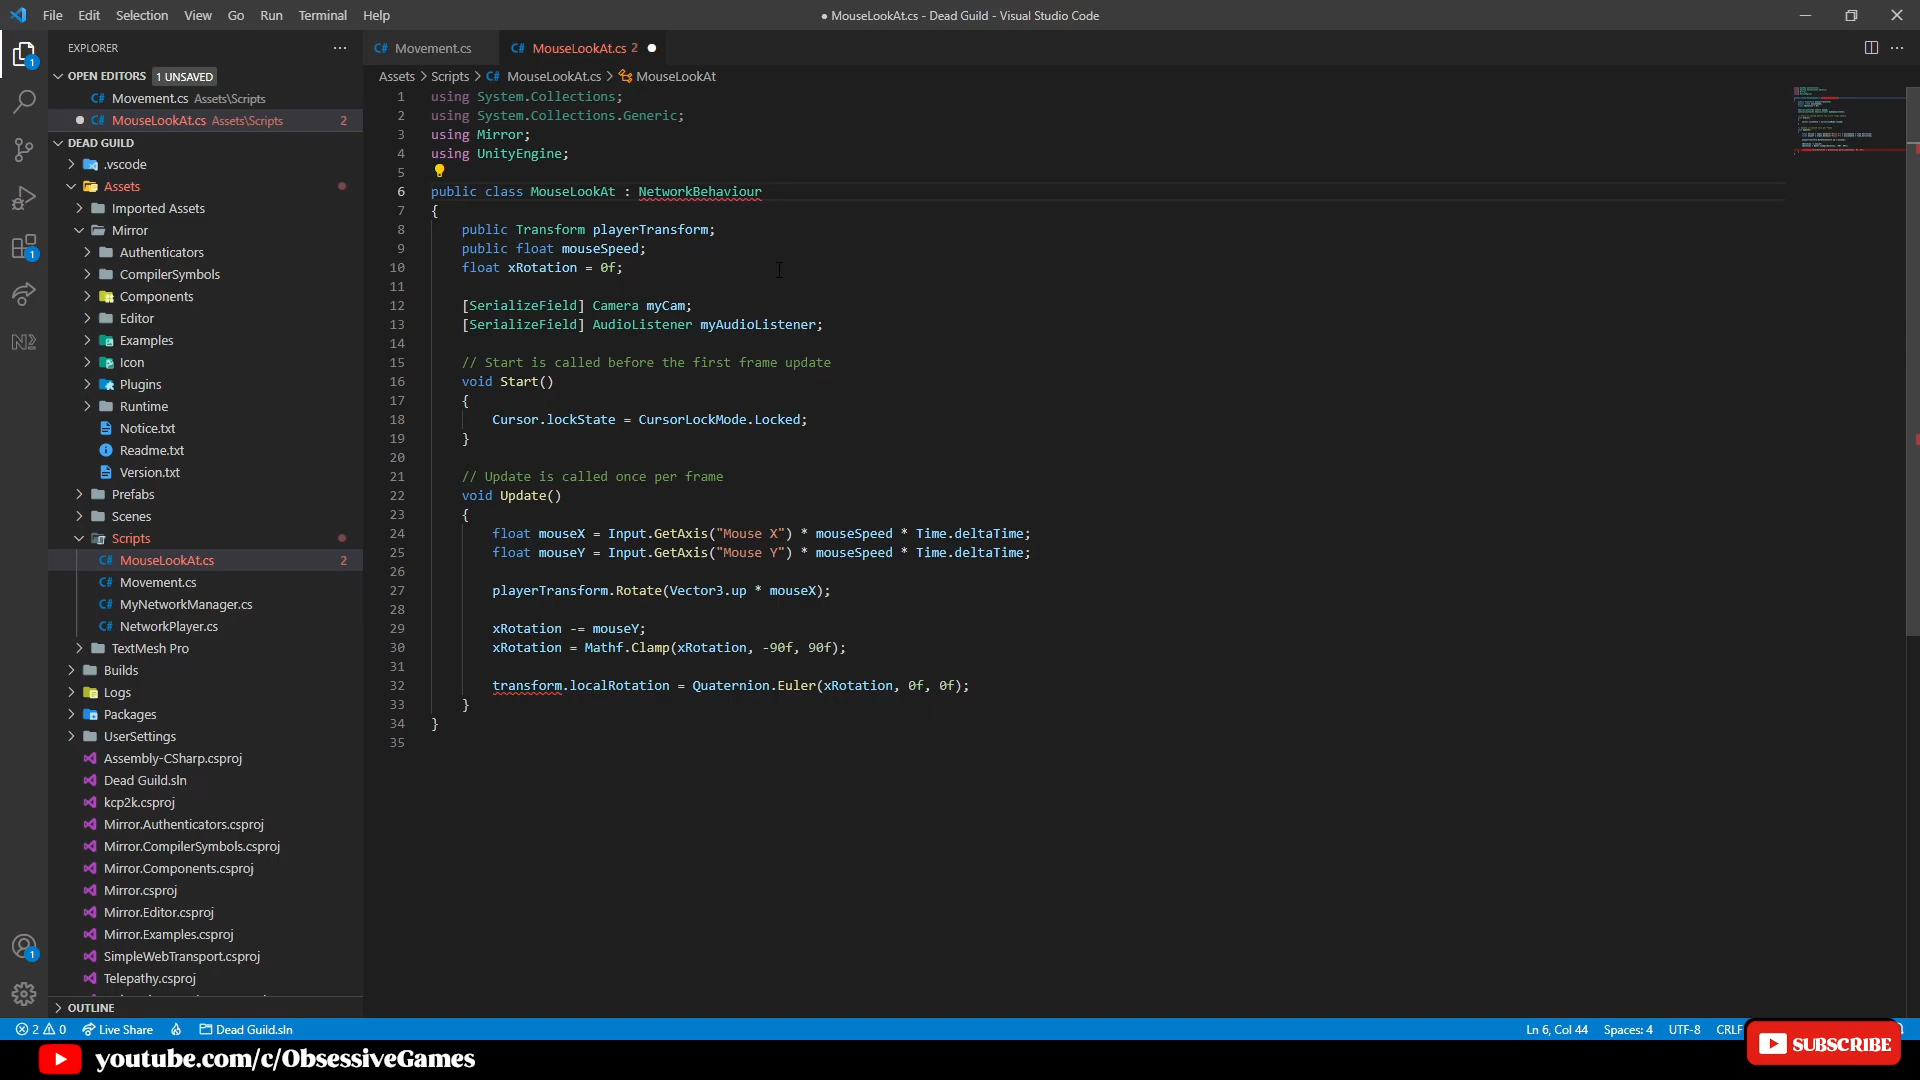 File Edit Selection View Go Run Terminal Help
● MouseLookAt.cs - Dead Guild - Visual Studio Code
EXPLORER
OPEN EDITORS 1 UNSAVED
C# Movement.cs Assets\Scripts
C# MouseLookAt.cs Assets\Scripts 2
DEAD GUILD
.vscode
Assets
Imported Assets
Mirror
Authenticators
CompilerSymbols
Components
Editor
Examples
Icon
Plugins
Runtime
Notice.txt
Readme.txt
Version.txt
Prefabs
Scenes
Scripts
C# MouseLookAt.cs 2
C# Movement.cs
C# MyNetworkManager.cs
C# NetworkPlayer.cs
TextMesh Pro
Builds
Logs
Packages
UserSettings
Assembly-CSharp.csproj
Dead Guild.sln
kcp2k.csproj
Mirror.Authenticators.csproj
Mirror.CompilerSymbols.csproj
Mirror.Components.csproj
Mirror.csproj
Mirror.Editor.csproj
Mirror.Examples.csproj
SimpleWebTransport.csproj
Telepathy.csproj
OUTLINE
C# Movement.cs
C# MouseLookAt.cs 2
Assets > Scripts > C# MouseLookAt.cs > MouseLookAt
1 using System.Collections;
2 using System.Collections.Generic;
3 using Mirror;
4 using UnityEngine;
5
6 public class MouseLookAt : NetworkBehaviour
7 {
8 public Transform playerTransform;
9 public float mouseSpeed;
10 float xRotation = 0f;
11
12 [SerializeField] Camera myCam;
13 [SerializeField] AudioListener myAudioListener;
14
15 // Start is called before the first frame update
16 void Start()
17 {
18 Cursor.lockState = CursorLockMode.Locked;
19 }
20
21 // Update is called once per frame
22 void Update()
23 {
24 float mouseX = Input.GetAxis("Mouse X") * mouseSpeed * Time.deltaTime;
25 float mouseY = Input.GetAxis("Mouse Y") * mouseSpeed * Time.deltaTime;
26
27 playerTransform.Rotate(Vector3.up * mouseX);
28
29 xRotation -= mouseY;
30 xRotation = Mathf.Clamp(xRotation, -90f, 90f);
31
32 transform.localRotation = Quaternion.Euler(xRotation, 0f, 0f);
33 }
34 }
35
2 0 Live Share Dead Guild.sln
Ln 6, Col 44 Spaces: 4 UTF-8 CRLF
youtube.com/c/ObsessiveGames
SUBSCRIBE